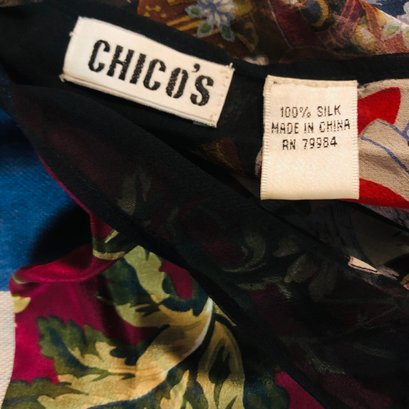 CHICO'S
100% SILK
MADE IN CHINA
RN 79984